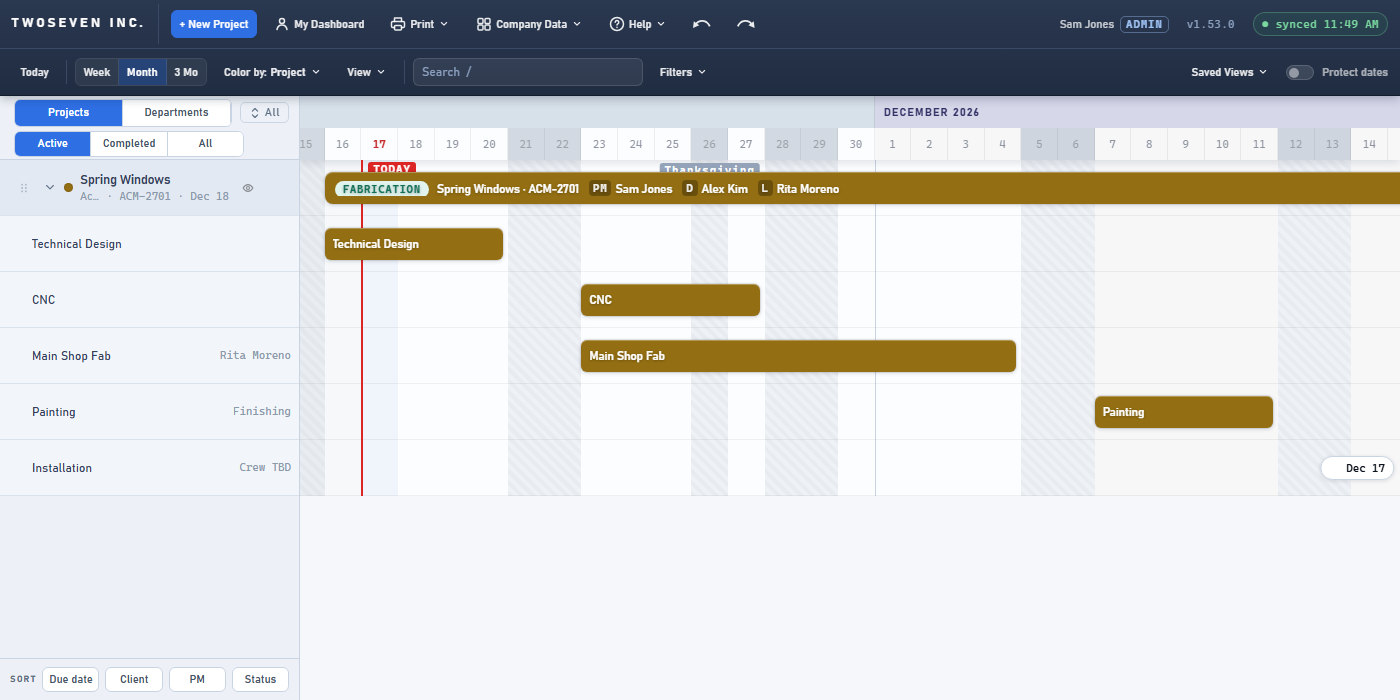 TWOSEVEN INC.
+ New Project
My Dashboard
Print
Company Data
Help
Sam Jones
ADMIN
v1.53.0
synced 11:49 AM
Today
Week
Month
3 Mo
Color by: Project
View
Search /
Filters
Saved Views
Protect dates
Projects
Departments
All
Active
Completed
All
DECEMBER 2026
15 16 17 18 19 20 21 22 23 24 25 26 27 28 29 30 1 2 3 4 5 6 7 8 9 10 11 12 13 14
TODAY
Thanksgiving
Spring Windows
Ac… · ACM-2701 · Dec 18
FABRICATION Spring Windows · ACM-2701 PM Sam Jones D Alex Kim L Rita Moreno
Technical Design
Technical Design
CNC
CNC
Main Shop Fab
Rita Moreno
Main Shop Fab
Painting
Finishing
Painting
Installation
Crew TBD
Dec 17
SORT
Due date
Client
PM
Status